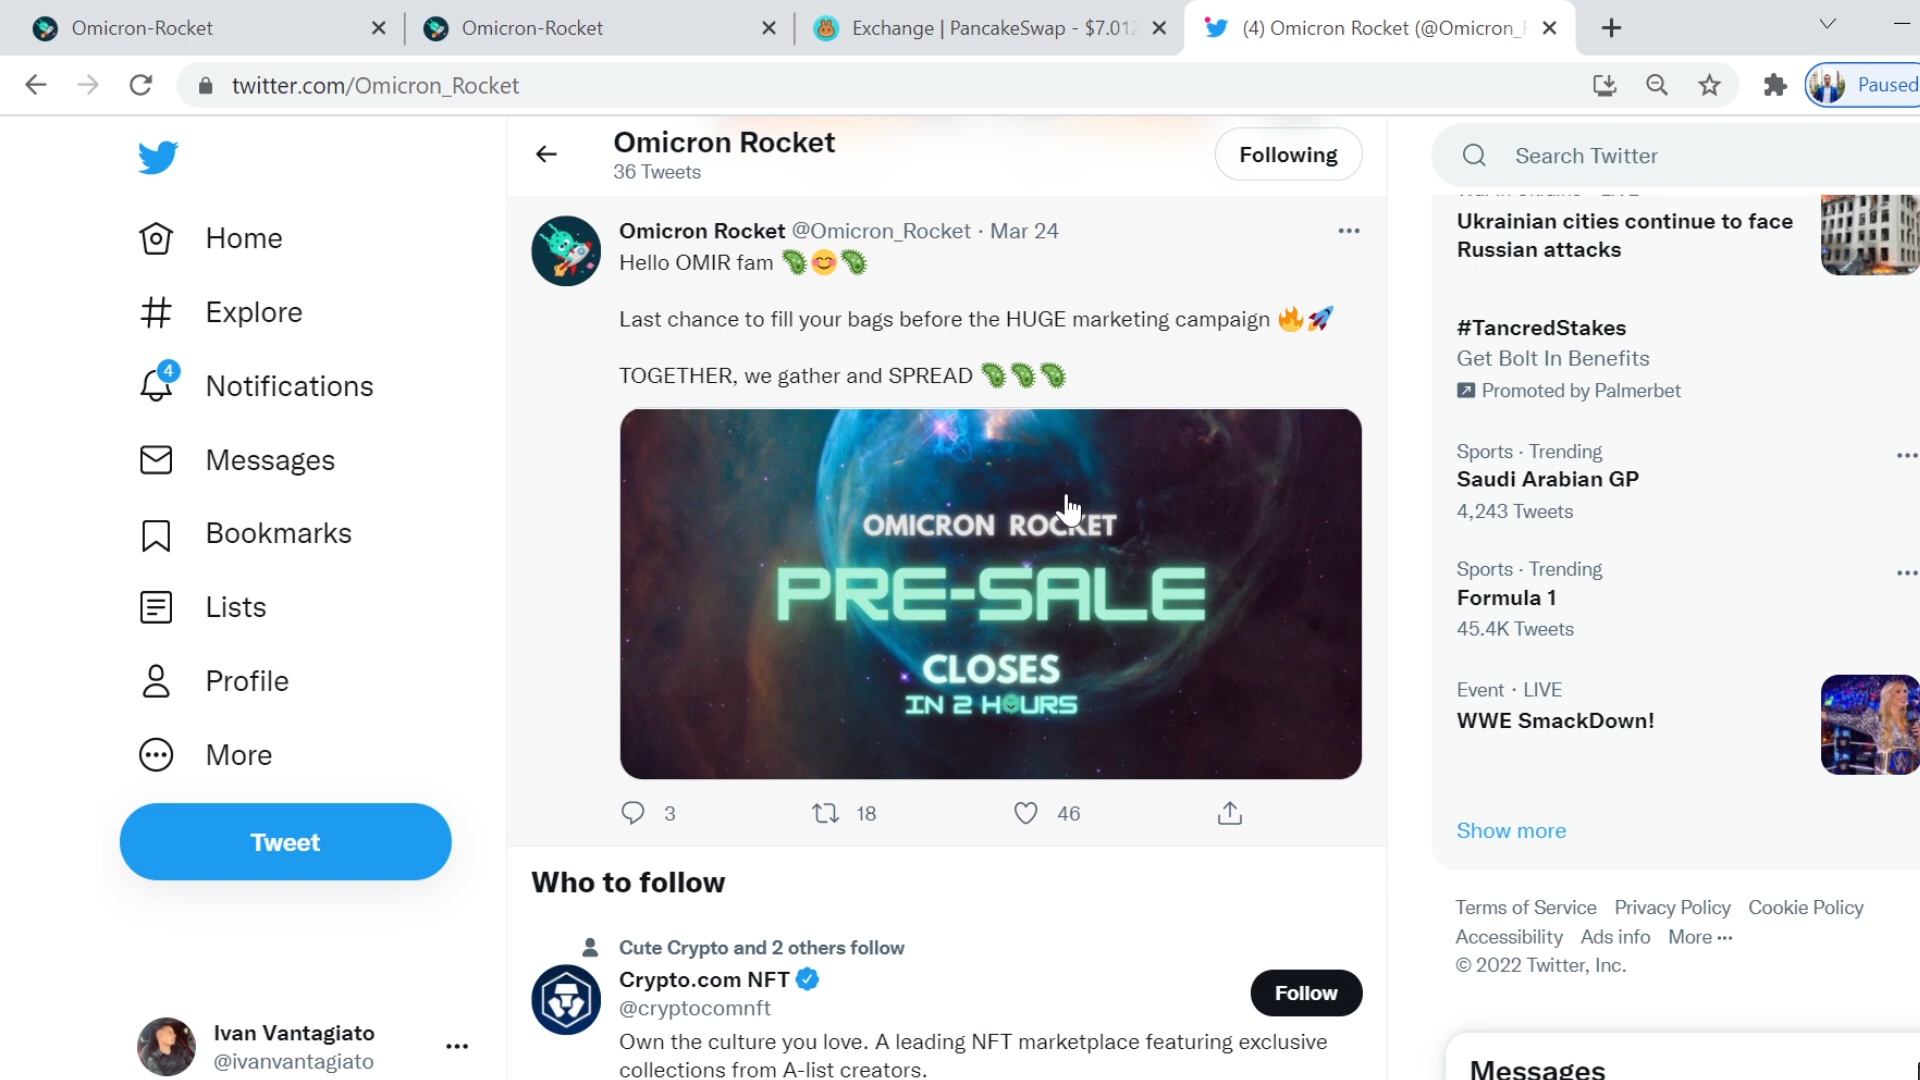 Omicron-Rocket
Omicron-Rocket
Exchange | PancakeSwap - $7.012
(4) Omicron Rocket (@Omicron_
twitter.com/Omicron_Rocket
Paused
Home
Explore
4
Notifications
Messages
Bookmarks
Lists
Profile
More
Tweet
Ivan Vantagiato
@ivanvantagiato
Omicron Rocket
36 Tweets
Following
Omicron Rocket @Omicron_Rocket · Mar 24
Hello OMIR fam 🦠😊🦠
Last chance to fill your bags before the HUGE marketing campaign 🔥🚀
TOGETHER, we gather and SPREAD 🦠🦠🦠
OMICRON ROCKET
PRE-SALE
CLOSES
IN 2 HOURS
3
18
46
Who to follow
Cute Crypto and 2 others follow
Crypto.com NFT
@cryptocomnft
Follow
Own the culture you love. A leading NFT marketplace featuring exclusive
collections from A-list creators.
Search Twitter
Ukrainian cities continue to face
Russian attacks
#TancredStakes
Get Bolt In Benefits
Promoted by Palmerbet
Sports · Trending
Saudi Arabian GP
4,243 Tweets
Sports · Trending
Formula 1
45.4K Tweets
Event · LIVE
WWE SmackDown!
Show more
Terms of Service Privacy Policy Cookie Policy
Accessibility Ads info More ···
© 2022 Twitter, Inc.
Messages